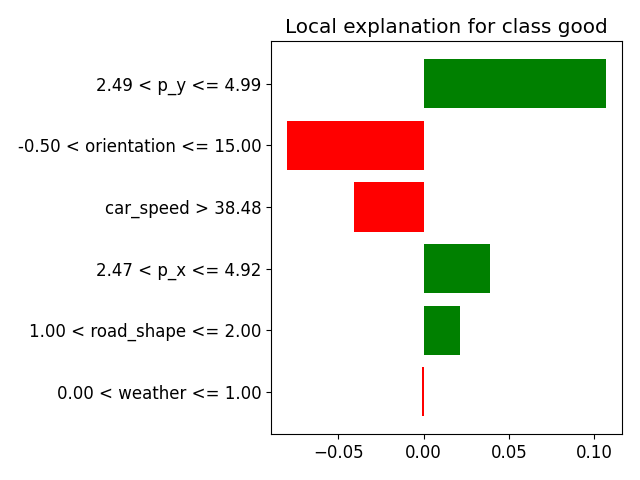 Local explanation for class good
2.49 < p_y <= 4.99
-0.50 < orientation <= 15.00
car_speed > 38.48
2.47 < p_x <= 4.92
1.00 < road_shape <= 2.00
0.00 < weather <= 1.00
−0.05 0.00 0.05 0.10